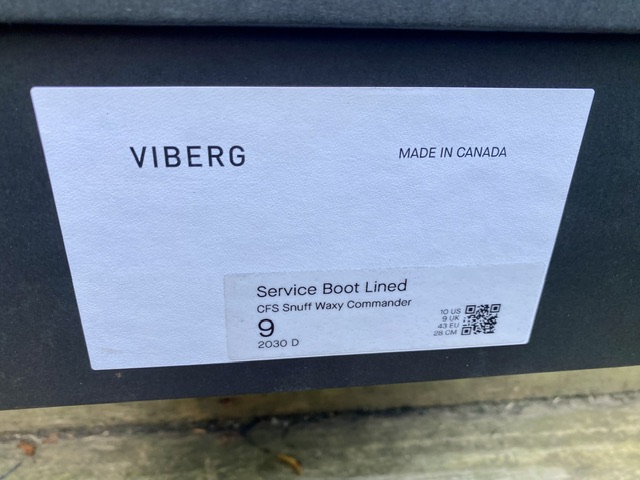 VIBERG
MADE IN CANADA
Service Boot Lined
CFS Snuff Waxy Commander
9
2030 D
10 US
9 UK
43 EU
28 CM